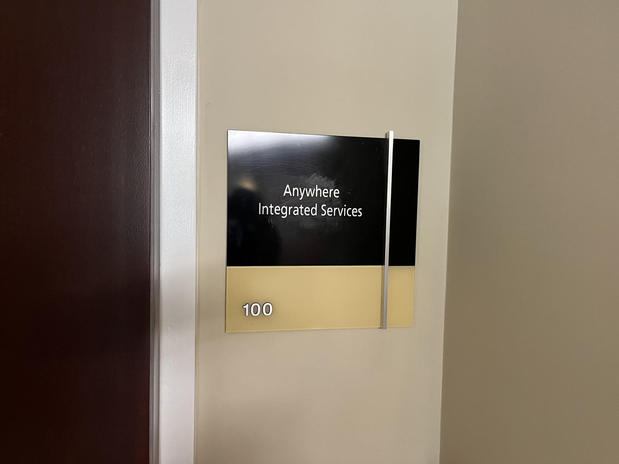 Anywhere
Integrated Services
100